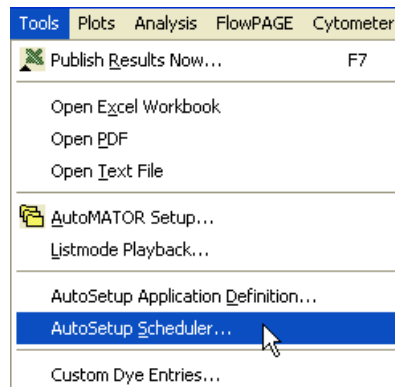 Tools Plots Analysis FlowPAGE Cytometer
Publish Results Now... F7
Open Excel Workbook
Open PDF
Open Text File
AutoMATOR Setup...
Listmode Playback...
AutoSetup Application Definition...
AutoSetup Scheduler...
Custom Dye Entries...